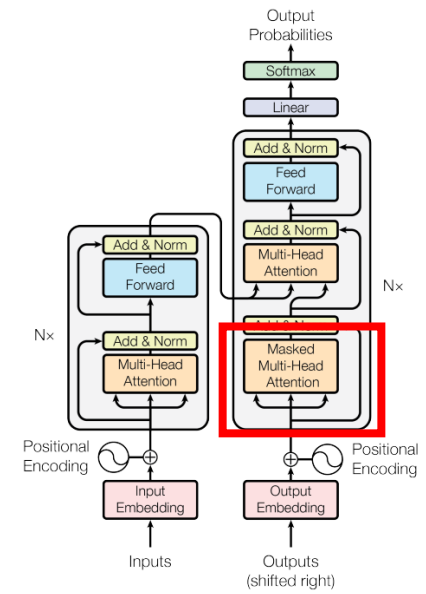 Output
Probabilities
Softmax
Linear
Add & Norm
Feed
Forward
Add & Norm
Multi-Head
Attention
Add & Norm
Masked
Multi-Head
Attention
N×
Add & Norm
Feed
Forward
Add & Norm
Multi-Head
Attention
N×
Positional
Encoding
Positional
Encoding
Input
Embedding
Output
Embedding
Inputs
Outputs
(shifted right)